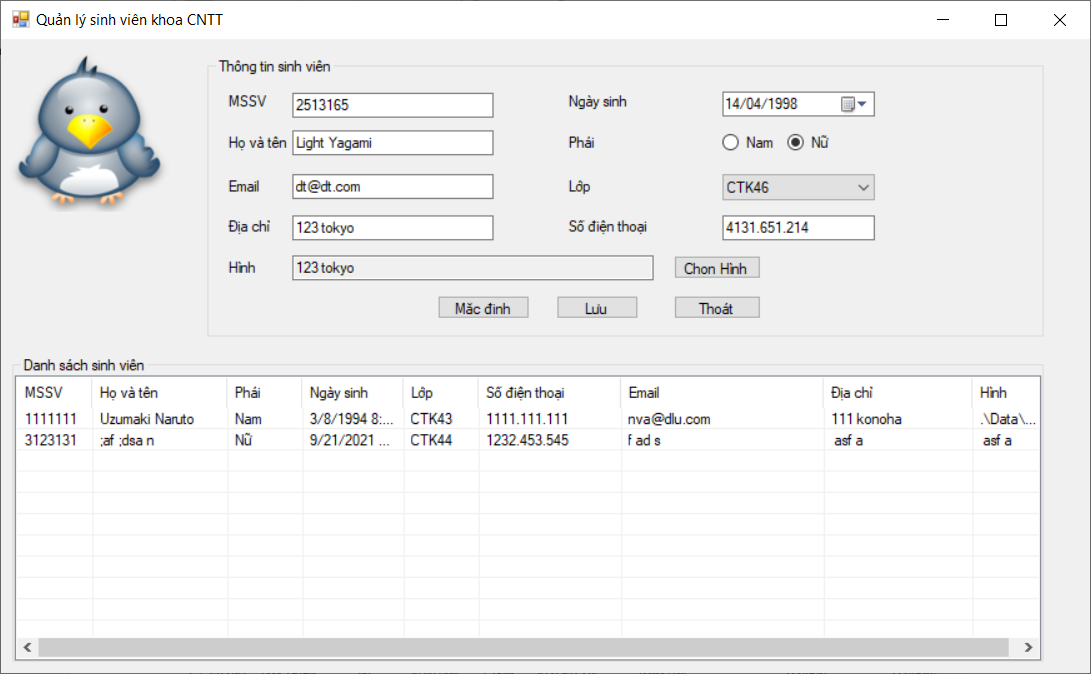 Quản lý sinh viên khoa CNTT
Thông tin sinh viên
MSSV 2513165 Ngày sinh 14/04/1998
Họ và tên Light Yagami Phái Nam Nữ
Email dt@dt.com Lớp CTK46
Địa chỉ 123 tokyo Số điện thoại 4131.651.214
Hình 123 tokyo Chon Hình
Măc đinh Lưu Thoát
Danh sách sinh viên
MSSV Họ và tên Phái Ngày sinh Lớp Số điện thoại Email Địa chỉ Hình
1111111 Uzumaki Naruto Nam 3/8/1994 8:... CTK43 1111.111.111 nva@dlu.com 111 konoha .\Data\...
3123131 ;af ;dsa n Nữ 9/21/2021 ... CTK44 1232.453.545 f ad s asf a asf a